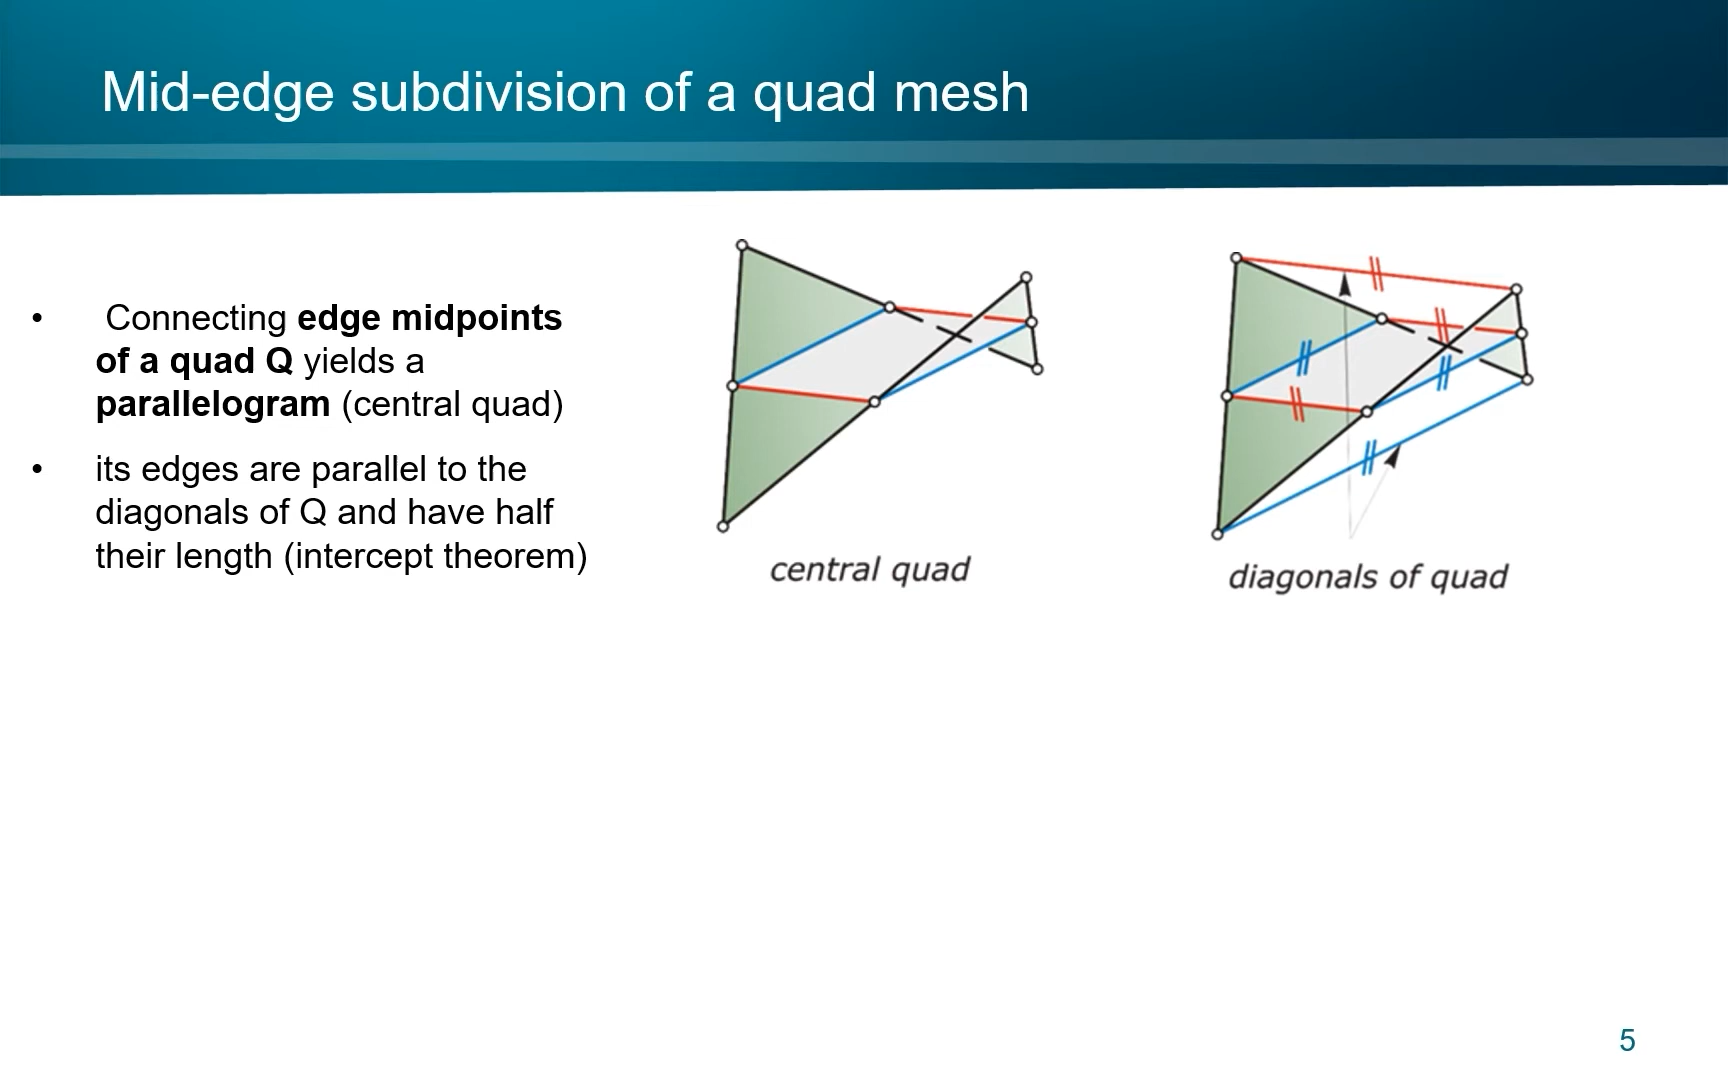 Mid-edge subdivision of a quad mesh
• Connecting edge midpoints
of a quad Q yields a
parallelogram (central quad)
• its edges are parallel to the
diagonals of Q and have half
their length (intercept theorem)
central quad
diagonals of quad
5